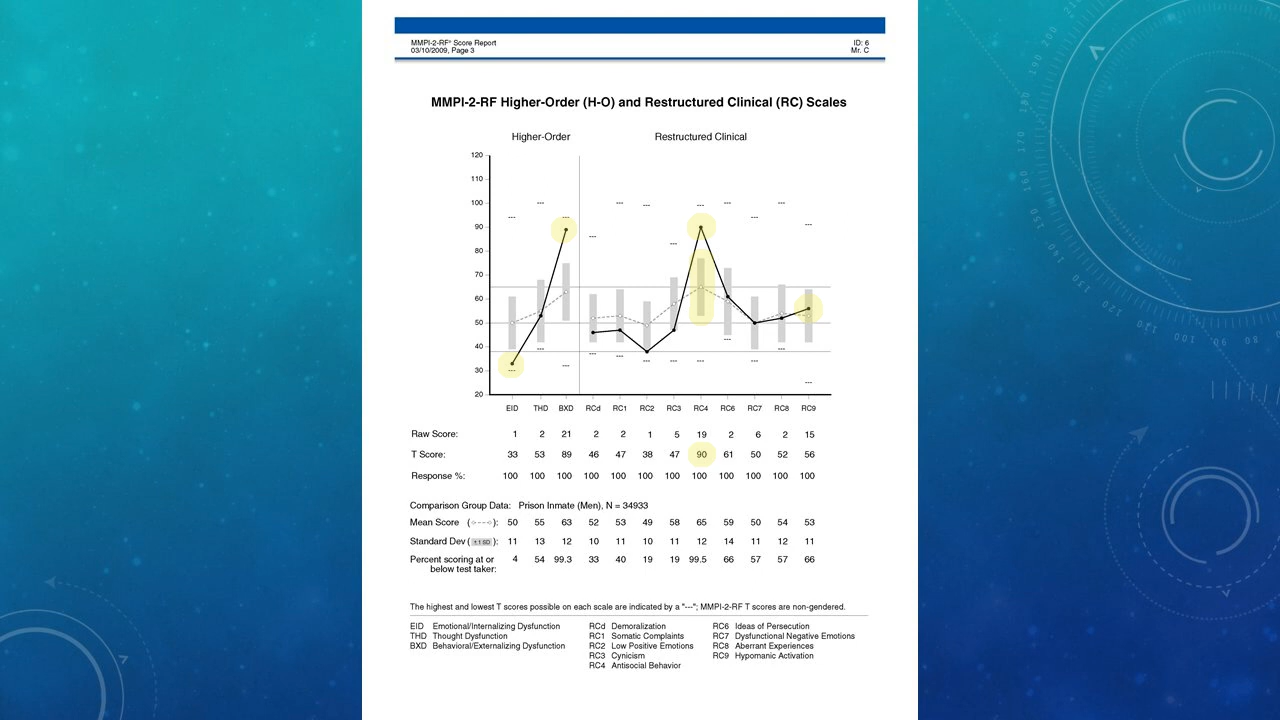 MMPI-2-RF® Score Report
03/10/2009, Page 3
ID: 6
Mr. C
MMPI-2-RF Higher-Order (H-O) and Restructured Clinical (RC) Scales
Higher-Order Restructured Clinical
120
110
100
90
80
70
60
50
40
30
20
EID THD BXD RCd RC1 RC2 RC3 RC4 RC6 RC7 RC8 RC9
Raw Score: 1 2 21 2 2 1 5 19 2 6 2 15
T Score: 33 53 89 46 47 38 47 90 61 50 52 56
Response %: 100 100 100 100 100 100 100 100 100 100 100 100
Comparison Group Data: Prison Inmate (Men), N = 34933
Mean Score (◦---◦): 50 55 63 52 53 49 58 65 59 50 54 53
Standard Dev (±1 SD): 11 13 12 10 11 10 11 12 14 11 12 11
Percent scoring at or 4 54 99.3 33 40 19 19 99.5 66 57 57 66
below test taker:
The highest and lowest T scores possible on each scale are indicated by a "---"; MMPI-2-RF T scores are non-gendered.
EID Emotional/Internalizing Dysfunction
THD Thought Dysfunction
BXD Behavioral/Externalizing Dysfunction
RCd Demoralization
RC1 Somatic Complaints
RC2 Low Positive Emotions
RC3 Cynicism
RC4 Antisocial Behavior
RC6 Ideas of Persecution
RC7 Dysfunctional Negative Emotions
RC8 Aberrant Experiences
RC9 Hypomanic Activation